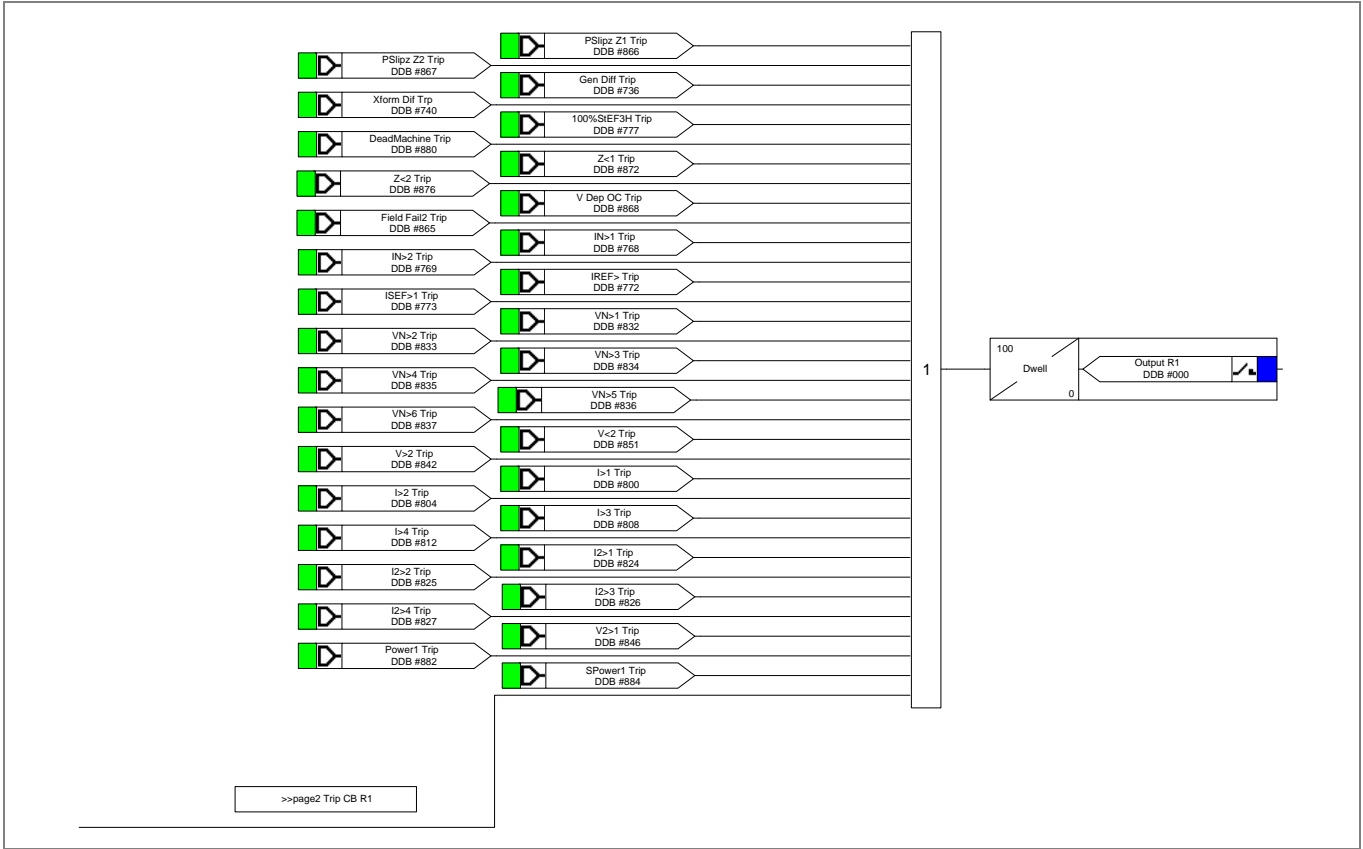 PSlipz Z1 Trip
DDB #866
PSlipz Z2 Trip
DDB #867
Gen Diff Trip
DDB #736
Xform Dif Trp
DDB #740
100%StEF3H Trip
DDB #777
DeadMachine Trip
DDB #880
Z<1 Trip
DDB #872
Z<2 Trip
DDB #876
V Dep OC Trip
DDB #868
Field Fail2 Trip
DDB #865
IN>1 Trip
DDB #768
IN>2 Trip
DDB #769
IREF> Trip
DDB #772
ISEF>1 Trip
DDB #773
VN>1 Trip
DDB #832
VN>2 Trip
DDB #833
VN>3 Trip
DDB #834
VN>4 Trip
DDB #835
VN>5 Trip
DDB #836
VN>6 Trip
DDB #837
V<2 Trip
DDB #851
V>2 Trip
DDB #842
I>1 Trip
DDB #800
I>2 Trip
DDB #804
I>3 Trip
DDB #808
I>4 Trip
DDB #812
I2>1 Trip
DDB #824
I2>2 Trip
DDB #825
I2>3 Trip
DDB #826
I2>4 Trip
DDB #827
V2>1 Trip
DDB #846
Power1 Trip
DDB #882
SPower1 Trip
DDB #884
1
100
Dwell
0
Output R1
DDB #000
>>page2 Trip CB R1